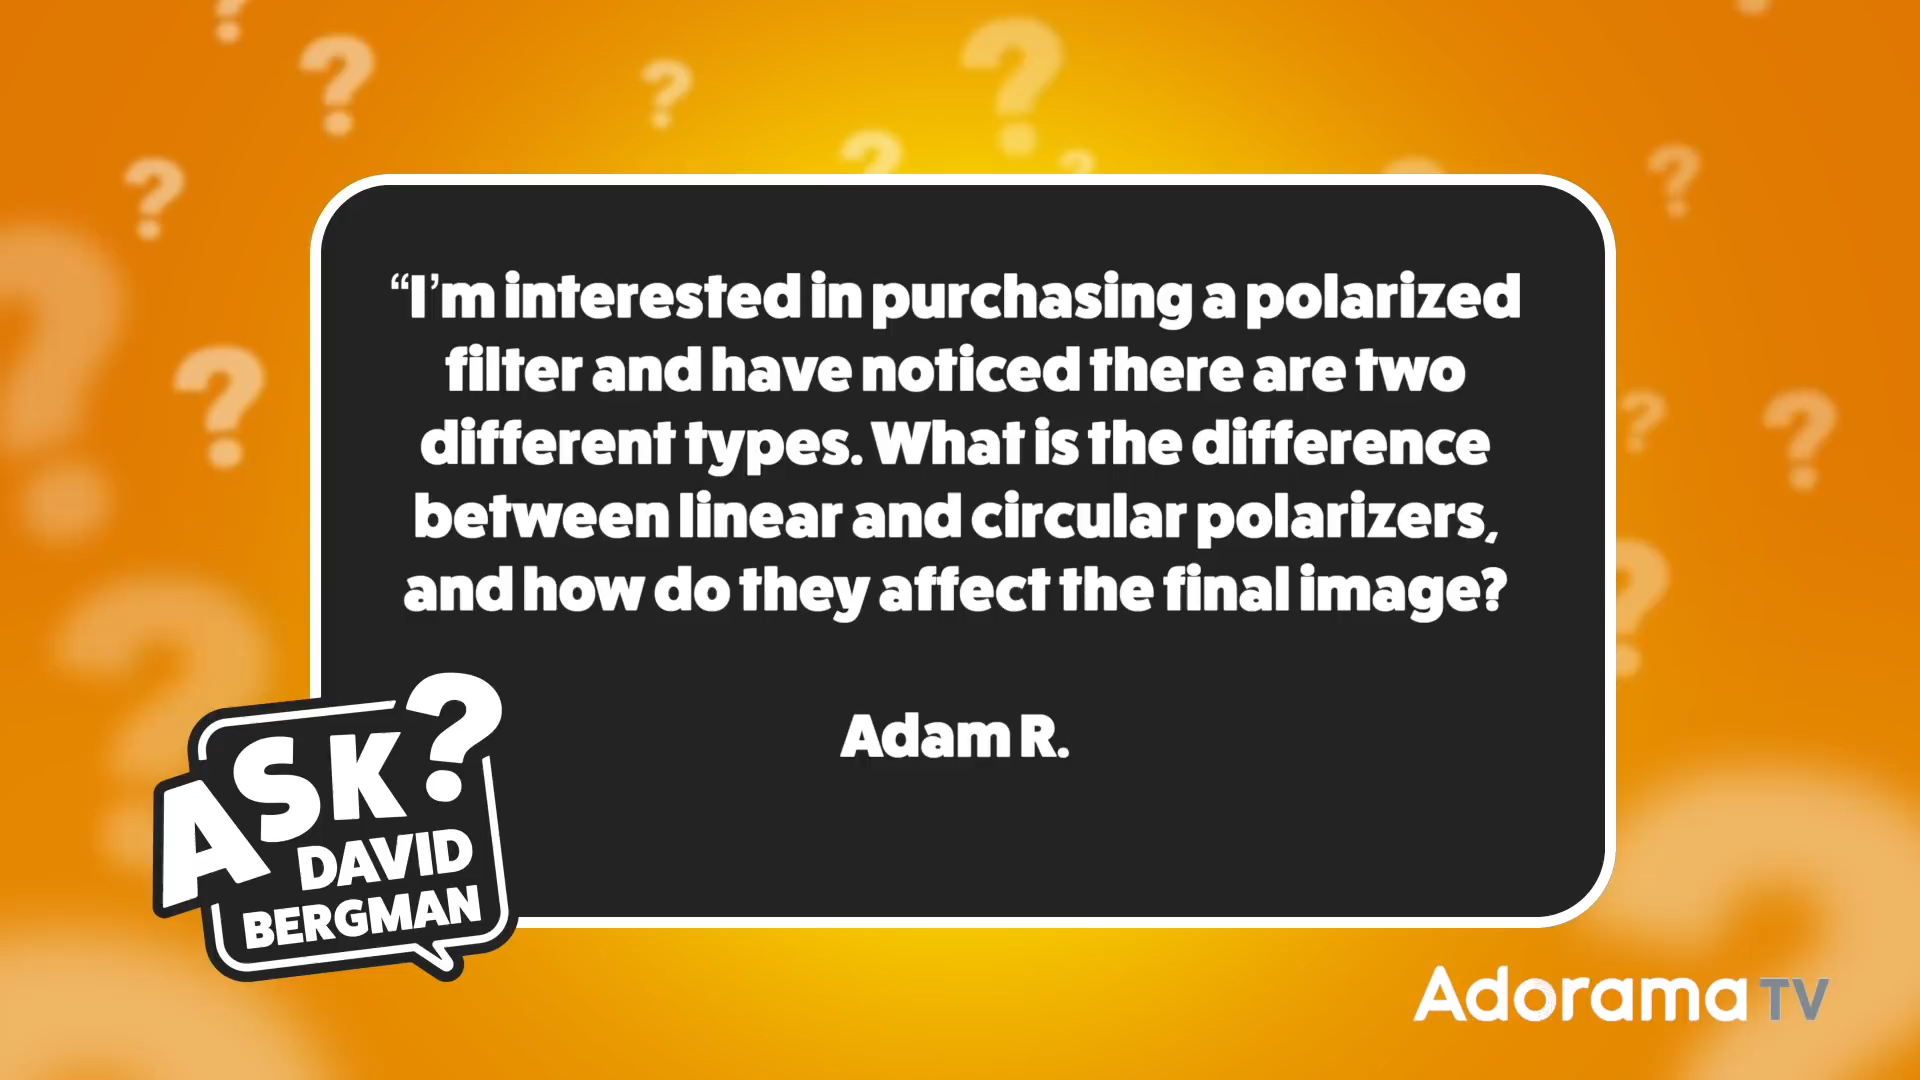 “I’m interested in purchasing a polarized
filter and have noticed there are two
different types. What is the difference
between linear and circular polarizers,
and how do they affect the final image?
Adam R.
ASK?
DAVID
BERGMAN
Adorama TV